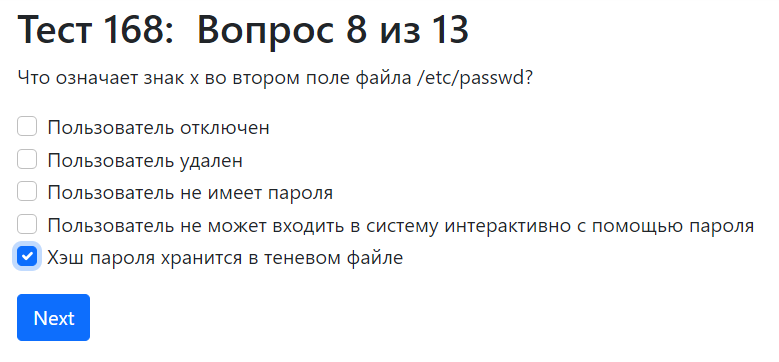 Тест 168: Вопрос 8 из 13
Что означает знак x во втором поле файла /etc/passwd?
Пользователь отключен
Пользователь удален
Пользователь не имеет пароля
Пользователь не может входить в систему интерактивно с помощью пароля
Хэш пароля хранится в теневом файле
Next